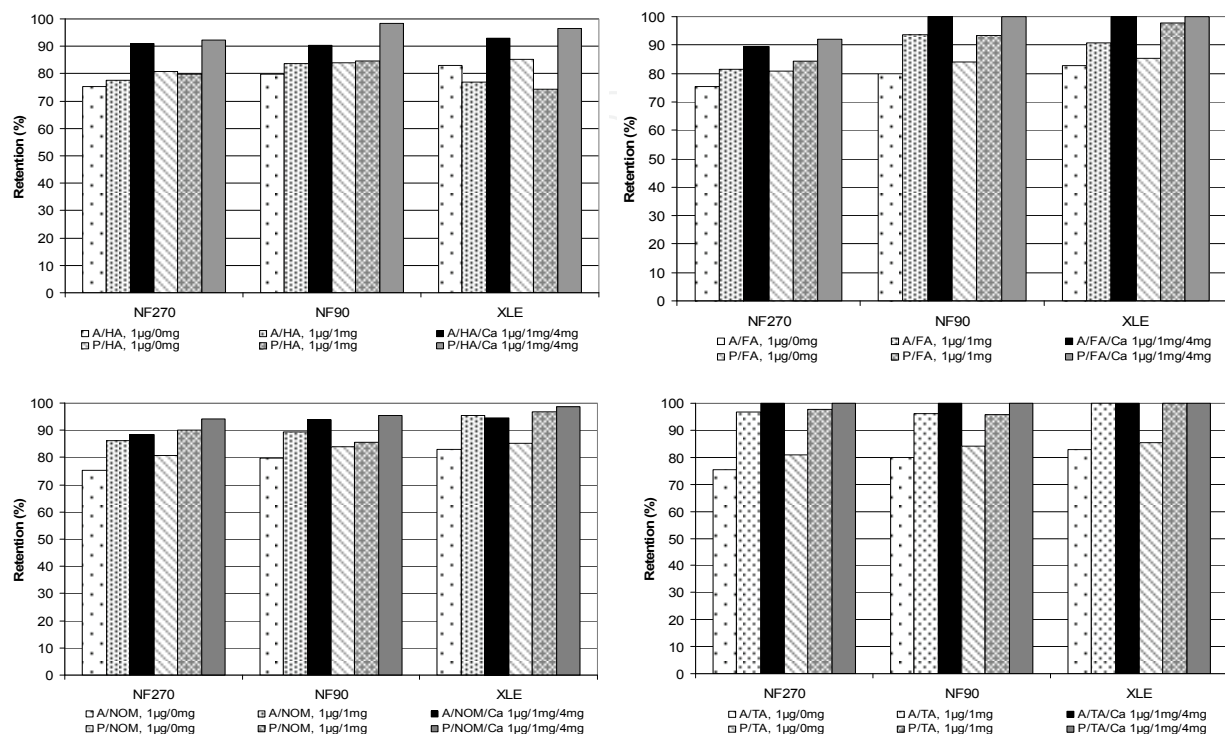 100
90
80
70
60
50
40
30
20
10
0
Retention (%)
NF270 NF90 XLE
A/HA, 1µg/0mg A/HA, 1µg/1mg A/HA/Ca 1µg/1mg/4mg
P/HA, 1µg/0mg P/HA, 1µg/1mg P/HA/Ca 1µg/1mg/4mg
100
90
80
70
60
50
40
30
20
10
0
Retention (%)
NF270 NF90 XLE
A/FA, 1µg/0mg A/FA, 1µg/1mg A/FA/Ca 1µg/1mg/4mg
P/FA, 1µg/0mg P/FA, 1µg/1mg P/FA/Ca 1µg/1mg/4mg
100
90
80
70
60
50
40
30
20
10
0
Retention (%)
NF270 NF90 XLE
A/NOM, 1µg/0mg A/NOM, 1µg/1mg A/NOM/Ca 1µg/1mg/4mg
P/NOM, 1µg/0mg P/NOM, 1µg/1mg P/NOM/Ca 1µg/1mg/4mg
100
90
80
70
60
50
40
30
20
10
0
Retention (%)
NF270 NF90 XLE
A/TA, 1µg/0mg A/TA, 1µg/1mg A/TA/Ca 1µg/1mg/4mg
P/TA, 1µg/0mg P/TA, 1µg/1mg P/TA/Ca 1µg/1mg/4mg